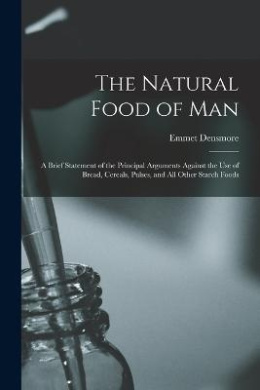 The Natural
Food of Man
Emmet Densmore
A Brief Statement of the Principal Arguments Against the Use of
Bread, Cereals, Pulses, and All Other Starch Foods